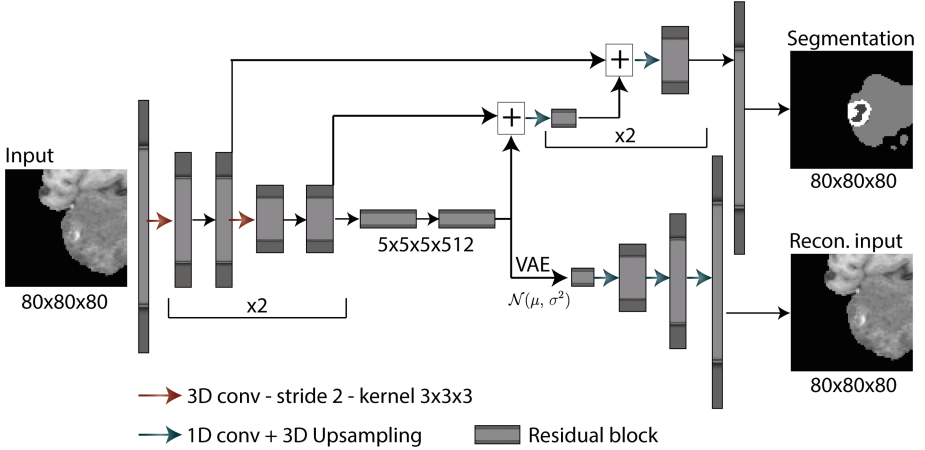 Segmentation
+
+
x2
Input
80x80x80
5x5x5x512
Recon. input
VAE
𝒩(μ, σ²)
80x80x80
x2
80x80x80
3D conv - stride 2 - kernel 3x3x3
1D conv + 3D Upsampling
Residual block